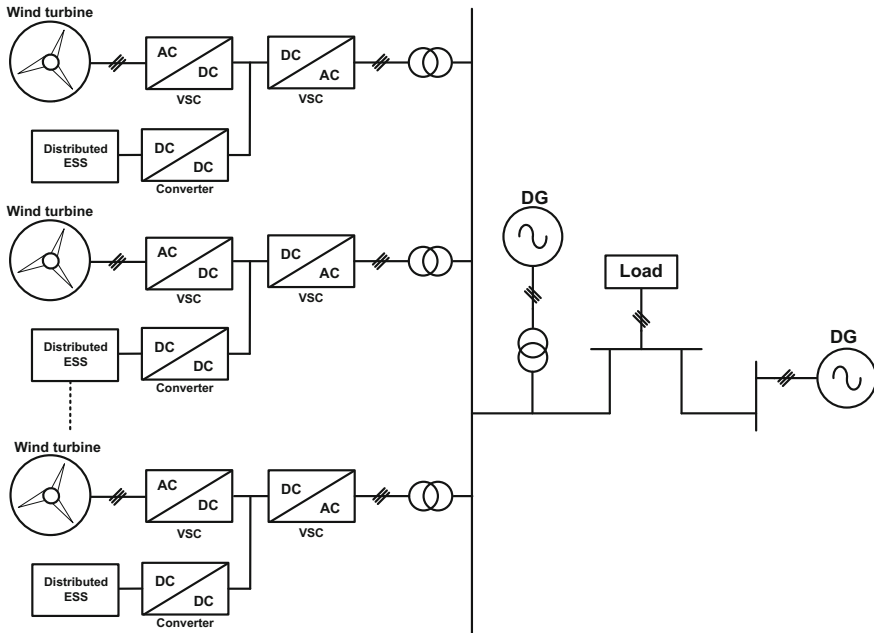 Wind turbine
AC
DC
VSC
DC
AC
VSC
Distributed
ESS
DC
DC
Converter
Wind turbine
AC
DC
VSC
DC
AC
VSC
Distributed
ESS
DC
DC
Converter
Wind turbine
AC
DC
VSC
DC
AC
VSC
Distributed
ESS
DC
DC
Converter
DG
Load
DG